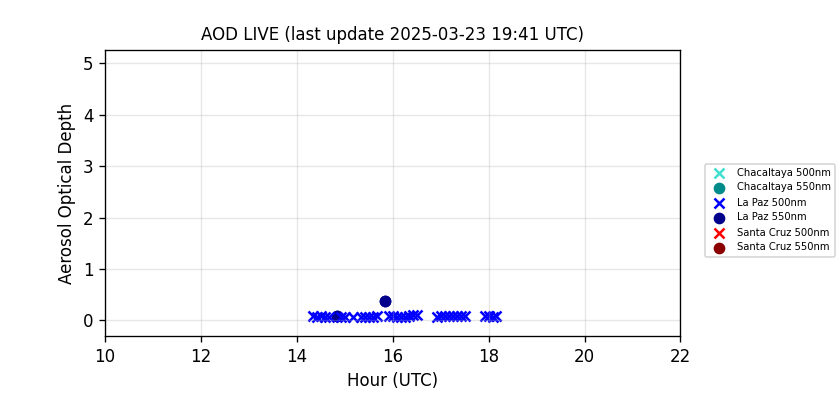 AOD LIVE (last update 2025-03-23 19:41 UTC)
Aerosol Optical Depth
5
4
3
2
1
0
10 12 14 16 18 20 22
Hour (UTC)
Chacaltaya 500nm
Chacaltaya 550nm
La Paz 500nm
La Paz 550nm
Santa Cruz 500nm
Santa Cruz 550nm